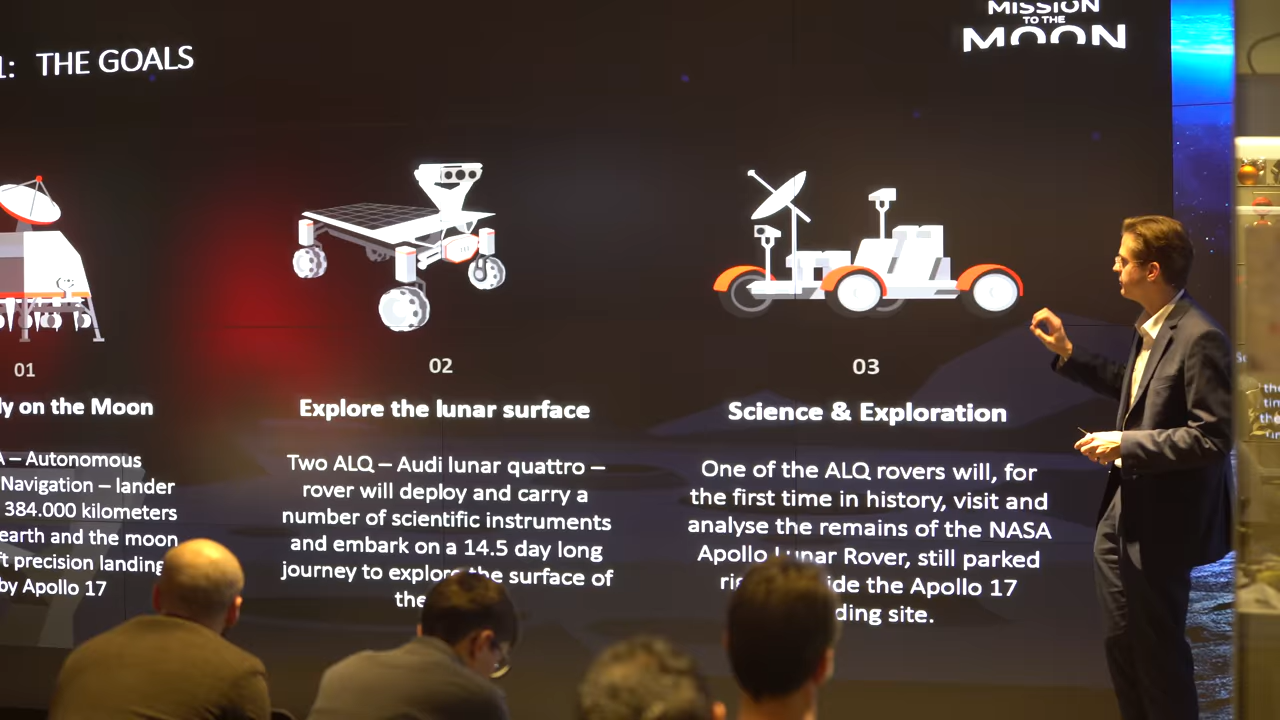 MISSION
TO THE
MOON
1: THE GOALS
01
on the Moon
– Autonomous
Navigation – lander
384.000 kilometers
earth and the moon
precision landing
by Apollo 17
02
Explore the lunar surface
Two ALQ – Audi lunar quattro –
rover will deploy and carry a
number of scientific instruments
and embark on a 14.5 day long
journey to explore the surface of
03
Science & Exploration
One of the ALQ rovers will, for
the first time in history, visit and
analyse the remains of the NASA
Apollo Lunar Rover, still parked
the Apollo 17
site.